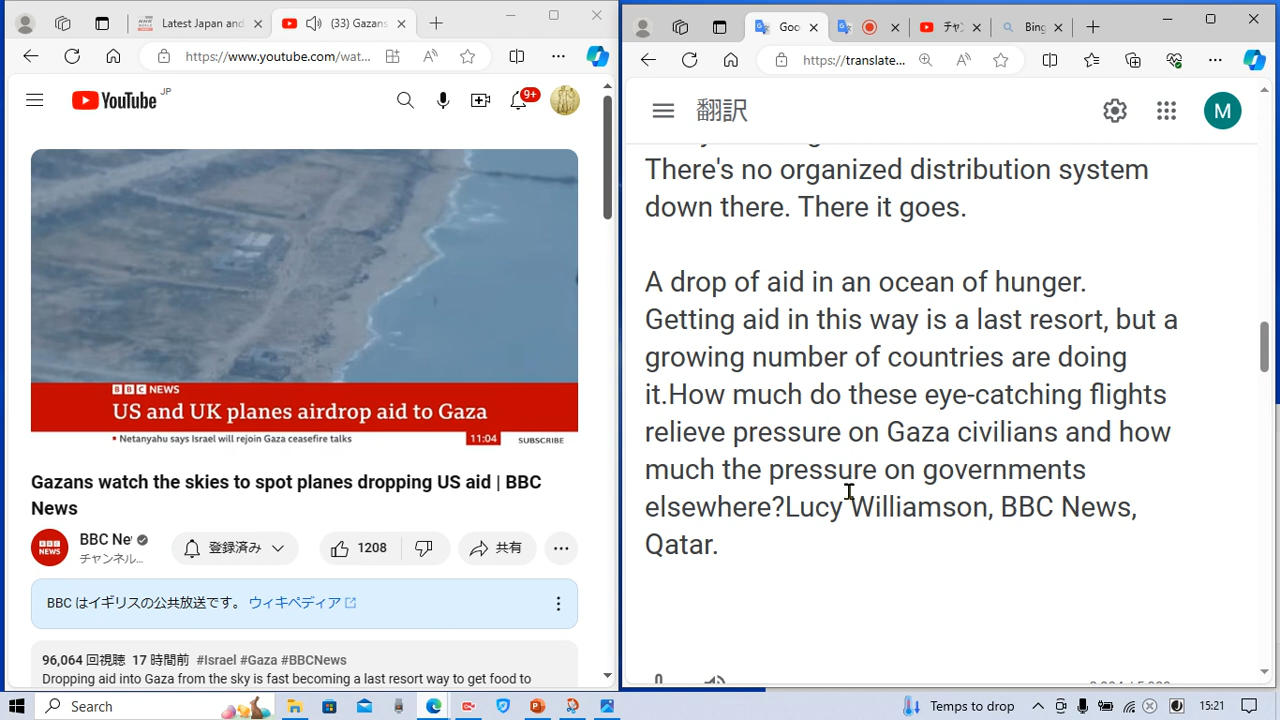 Latest Japan and
(33) Gazans
https://www.youtube.com/wat...
YouTube JP
9+
BBC NEWS
US and UK planes airdrop aid to Gaza
Netanyahu says Israel will rejoin Gaza ceasefire talks
11:04
SUBSCRIBE
Gazans watch the skies to spot planes dropping US aid | BBC
News
BBC Ne
チャンネル...
登録済み
1208
共有
BBC はイギリスの公共放送です。 ウィキペディア
96,064 回視聴 17 時間前 #Israel #Gaza #BBCNews
Dropping aid into Gaza from the sky is fast becoming a last resort way to get food to
Goo
チャン
Bing
https://translate...
翻訳
M
There's no organized distribution system
down there. There it goes.
A drop of aid in an ocean of hunger.
Getting aid in this way is a last resort, but a
growing number of countries are doing
it.How much do these eye-catching flights
relieve pressure on Gaza civilians and how
much the pressure on governments
elsewhere?Lucy Williamson, BBC News,
Qatar.
Search
Temps to drop
15:21